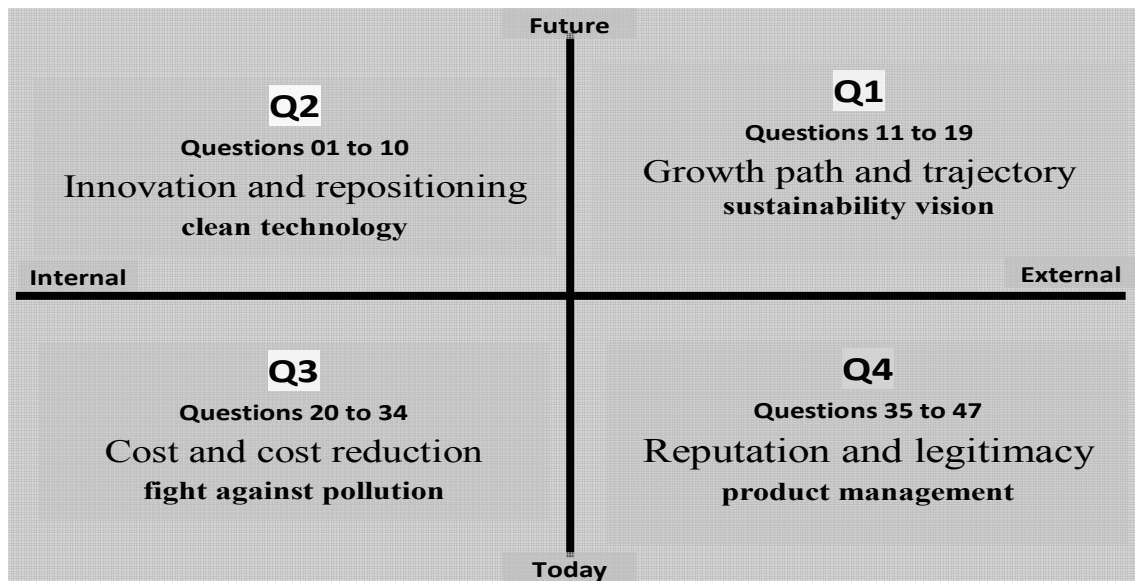 Future
Q2
Questions 01 to 10
Innovation and repositioning
clean technology
Q1
Questions 11 to 19
Growth path and trajectory
sustainability vision
Internal
External
Q3
Questions 20 to 34
Cost and cost reduction
fight against pollution
Q4
Questions 35 to 47
Reputation and legitimacy
product management
Today